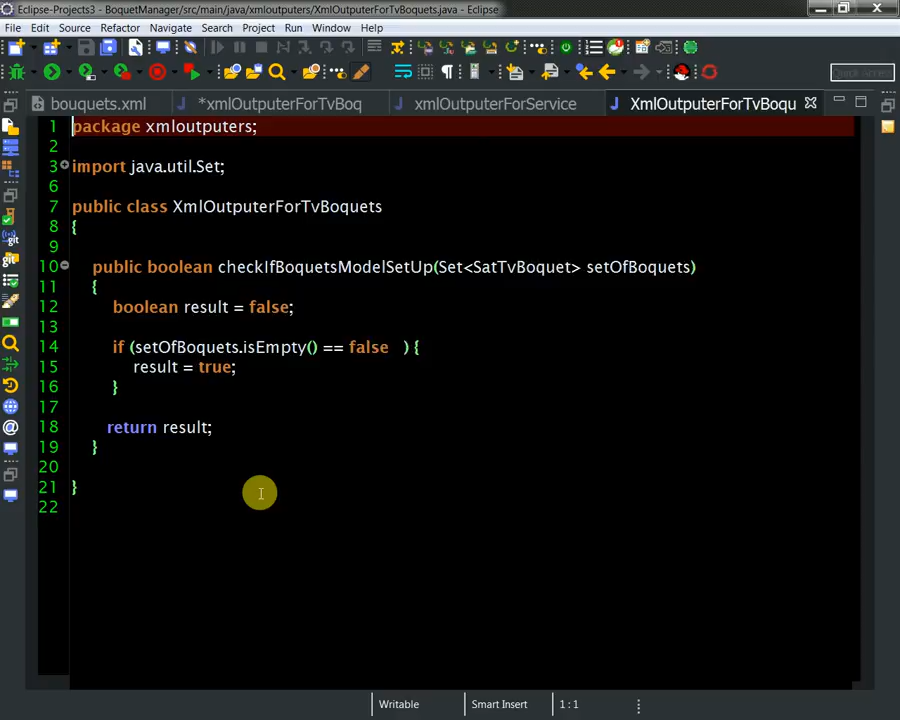 Eclipse-Projects3 - BoquetManager/src/main/java/xmloutputers/XmlOutputerForTvBoquets.java - Eclipse
File Edit Source Refactor Navigate Search Project Run Window Help
Quick Access
bouquets.xml *xmlOutputerForTvBoq xmlOutputerForService XmlOutputerForTvBoqu
1 package xmloutputers;
2
3 import java.util.Set;
6
7 public class XmlOutputerForTvBoquets
8 {
9
10 public boolean checkIfBoquetsModelSetUp(Set<SatTvBoquet> setOfBoquets)
11 {
12 boolean result = false;
13
14 if (setOfBoquets.isEmpty() == false ) {
15 result = true;
16 }
17
18 return result;
19 }
20
21 }
22
Writable Smart Insert 1 : 1